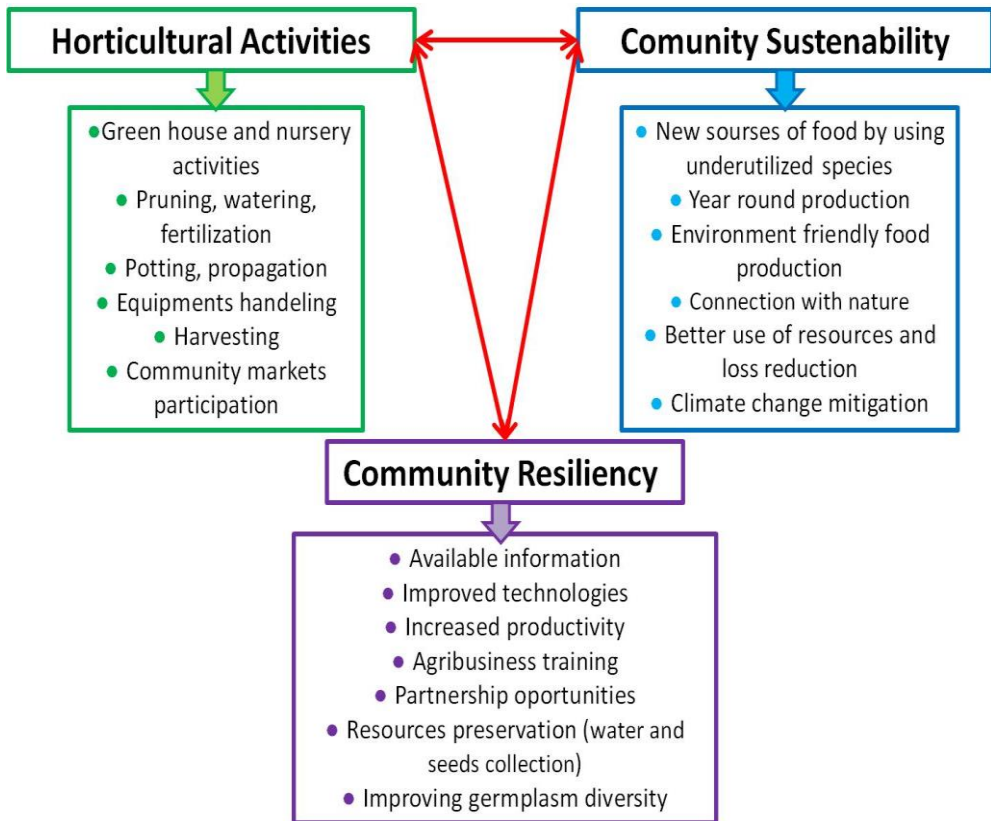 Horticultural Activities
●Green house and nursery
activities
● Pruning, watering,
fertilization
● Potting, propagation
● Equipments handeling
● Harvesting
● Community markets
participation
Comunity Sustenability
● New sourses of food by using
underutilized species
● Year round production
● Environment friendly food
production
● Connection with nature
● Better use of resources and
loss reduction
● Climate change mitigation
Community Resiliency
● Available information
● Improved technologies
● Increased productivity
● Agribusiness training
● Partnership oportunities
● Resources preservation (water and
seeds collection)
● Improving germplasm diversity